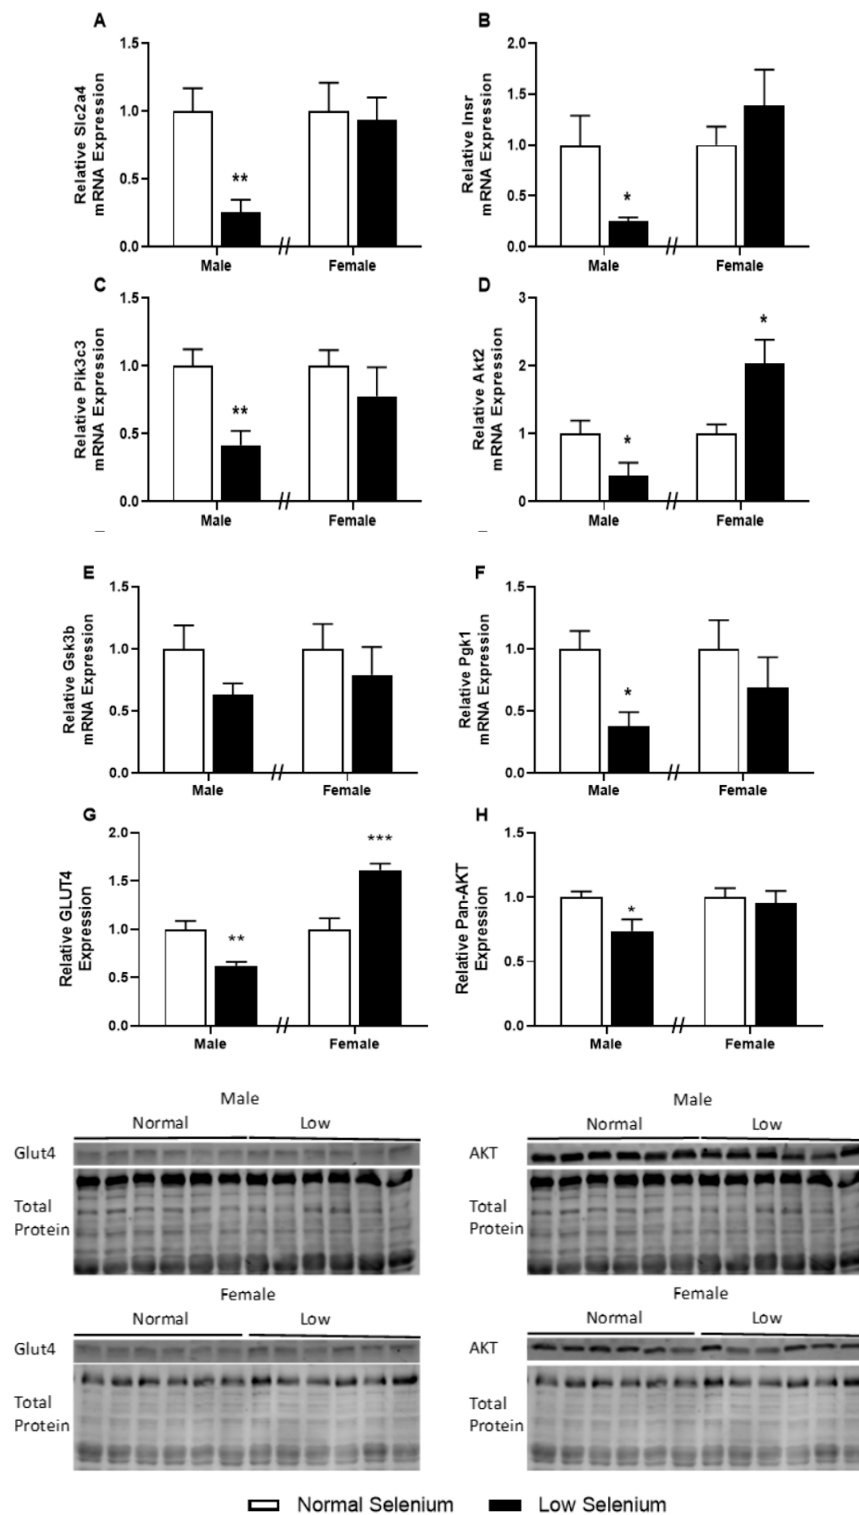 A
Relative Slc2a4
mRNA Expression
1.5
1.0
0.5
0.0
**
Male
Female
B
Relative Insr
mRNA Expression
2.0
1.5
1.0
0.5
0.0
*
Male
Female
C
Relative Pik3c3
mRNA Expression
1.5
1.0
0.5
0.0
**
Male
Female
D
Relative Akt2
mRNA Expression
3
2
1
0
*
*
Male
Female
E
Relative Gsk3b
mRNA Expression
1.5
1.0
0.5
0.0
Male
Female
F
Relative Pgk1
mRNA Expression
1.5
1.0
0.5
0.0
*
Male
Female
G
Relative GLUT4
Expression
2.0
1.5
1.0
0.5
0.0
**
***
Male
Female
H
Relative Pan-AKT
Expression
1.5
1.0
0.5
0.0
*
Male
Female
Male
Normal Low
Glut4
Total
Protein
Female
Normal Low
Glut4
Total
Protein
Male
Normal Low
AKT
Total
Protein
Female
Normal Low
AKT
Total
Protein
Normal Selenium Low Selenium